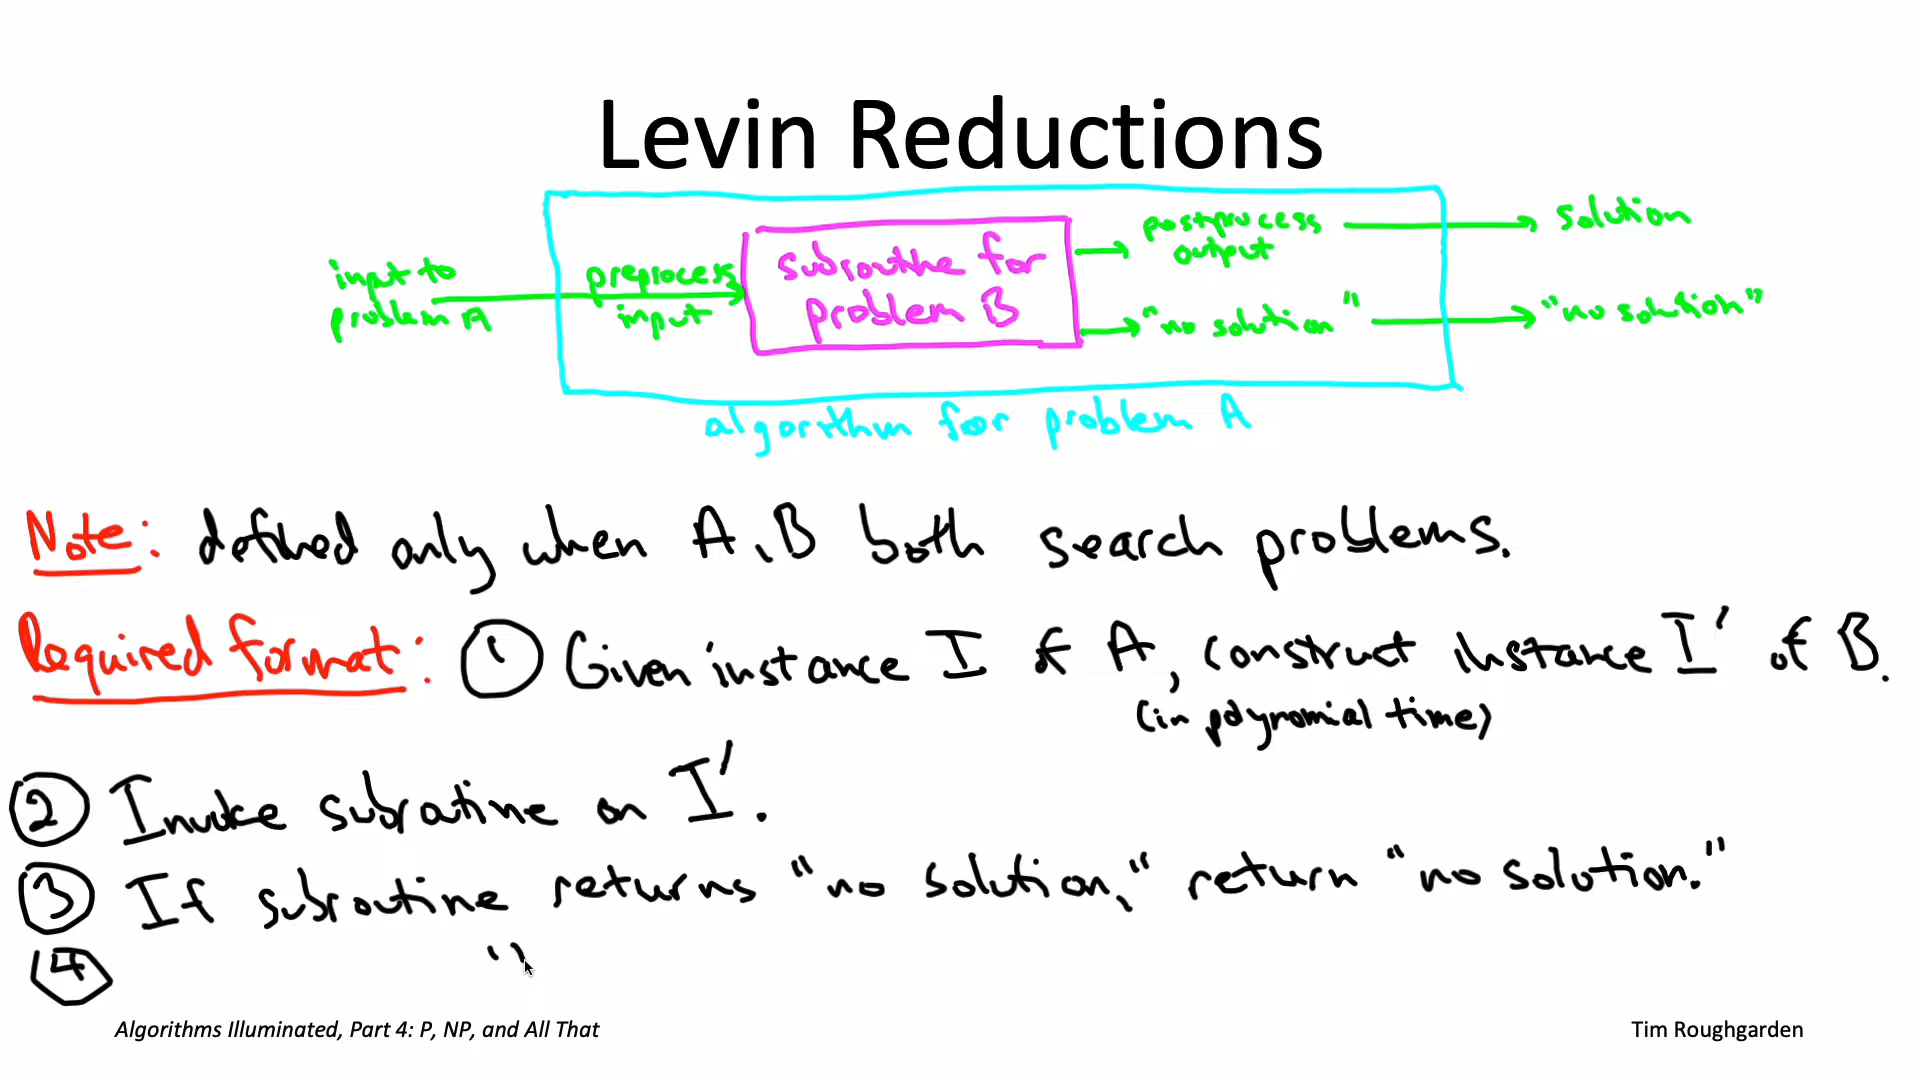 Levin Reductions
input to
problem A
preprocess
input
subroutine for
problem B
postprocess
output
"no solution"
solution
"no solution"
algorithm for problem A
Note: defined only when A, B both search problems.
Required format: ① Given instance I of A, construct instance I' of B.
(in polynomial time)
② Invoke subroutine on I'.
③ If subroutine returns "no solution," return "no solution."
④ "
Algorithms Illuminated, Part 4: P, NP, and All That
Tim Roughgarden